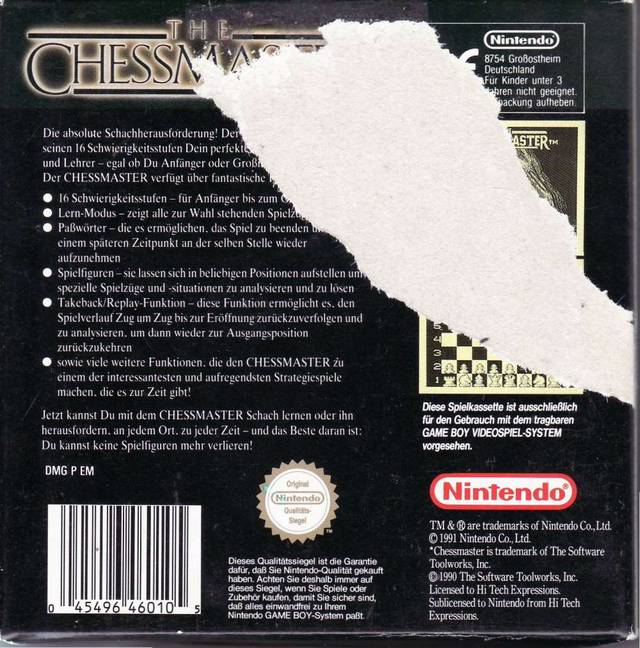 THE
CHESSMA
Nintendo®
8754 Großostheim
Deutschland
Für Kinder unter 3
nicht geeignet.
aufheben.
ASTER™
Die absolute Schachherausforderung! Der
seinen 16 Schwierigkeitsstufen Dein
und Lehrer – egal ob Du Anfänger oder
Der CHESSMASTER verfügt über fantastische
● 16 Schwierigkeitsstufen – für Anfänger bis zum
● Lern-Modus – zeigt alle zur Wahl stehenden
● Paßwörter – die es ermöglichen, das Spiel zu beenden
einem späteren Zeitpunkt an der selben Stelle wieder
aufzunehmen
● Spielfiguren – sie lassen sich in beliebigen Positionen aufstellen um
spezielle Spielzüge und -situationen zu analysieren und zu lösen
● Takeback/Replay-Funktion – diese Funktion ermöglicht es, den
Spielverlauf Zug um Zug bis zur Eröffnung zurückzuverfolgen und
zu analysieren, um dann wieder zur Ausgangsposition
zurückzukehren
● sowie viele weitere Funktionen, die den CHESSMASTER zu
einem der interessantesten und aufregendsten Strategiespiele
machen, die es zur Zeit gibt!
Jetzt kannst Du mit dem CHESSMASTER Schach lernen oder ihn
herausfordern, an jedem Ort, zu jeder Zeit – und das Beste daran ist:
Du kannst keine Spielfiguren mehr verlieren!
4
3
2
1
Diese Spielkassette ist ausschließlich
für den Gebrauch mit dem tragbaren
GAME BOY VIDEOSPIEL-SYSTEM
vorgesehen.
DMG P EM
Original
Nintendo
Qualitäts-
Siegel
TM
Nintendo®
TM & ® are trademarks of Nintendo Co., Ltd.
© 1991 Nintendo Co., Ltd.
*Chessmaster is trademark of The Software
Toolworks, Inc.
© 1990 The Software Toolworks, Inc.
Licensed to Hi Tech Expressions.
Sublicensed to Nintendo from Hi Tech
Expressions.
Dieses Qualitätssiegel ist die Garantie
dafür, daß Sie Nintendo-Qualität gekauft
haben. Achten Sie deshalb immer auf
dieses Siegel, wenn Sie Spiele oder
Zubehör kaufen, damit Sie sicher sind,
daß alles einwandfrei zu Ihrem
Nintendo GAME BOY-System paßt.
0 45496 46010 5